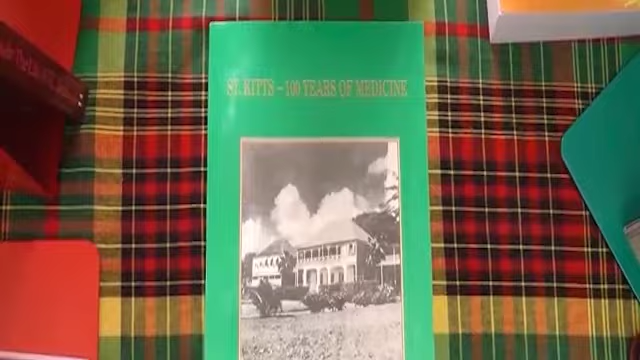 ST. KITTS – 100 YEARS OF MEDICINE